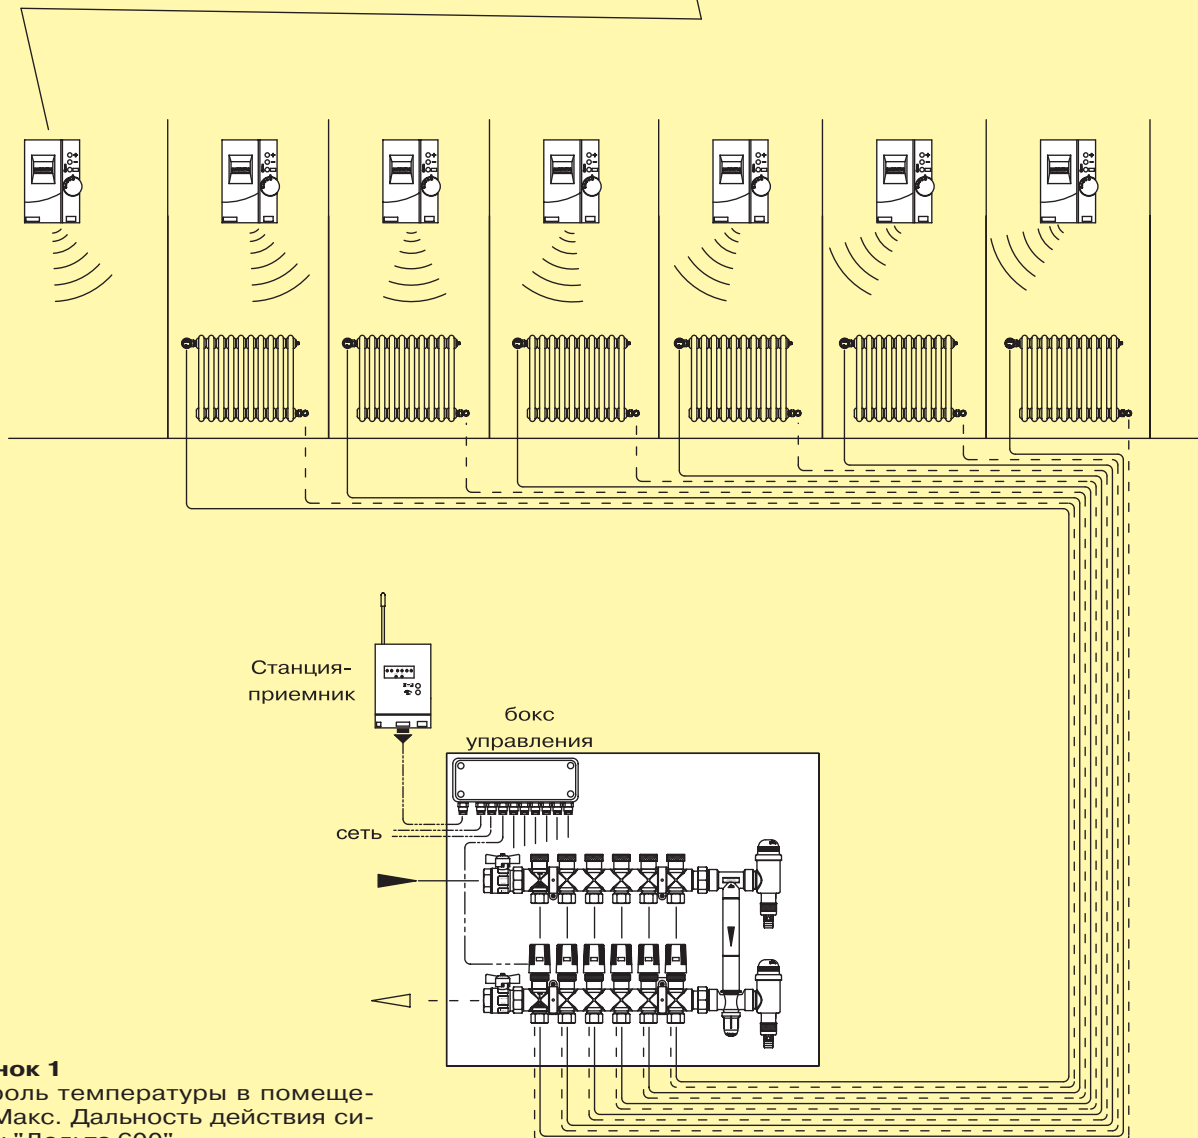 Станция-
приемник
бокс
управления
сеть
нок 1
роль температуры в помеще-
Макс. Дальность действия си-